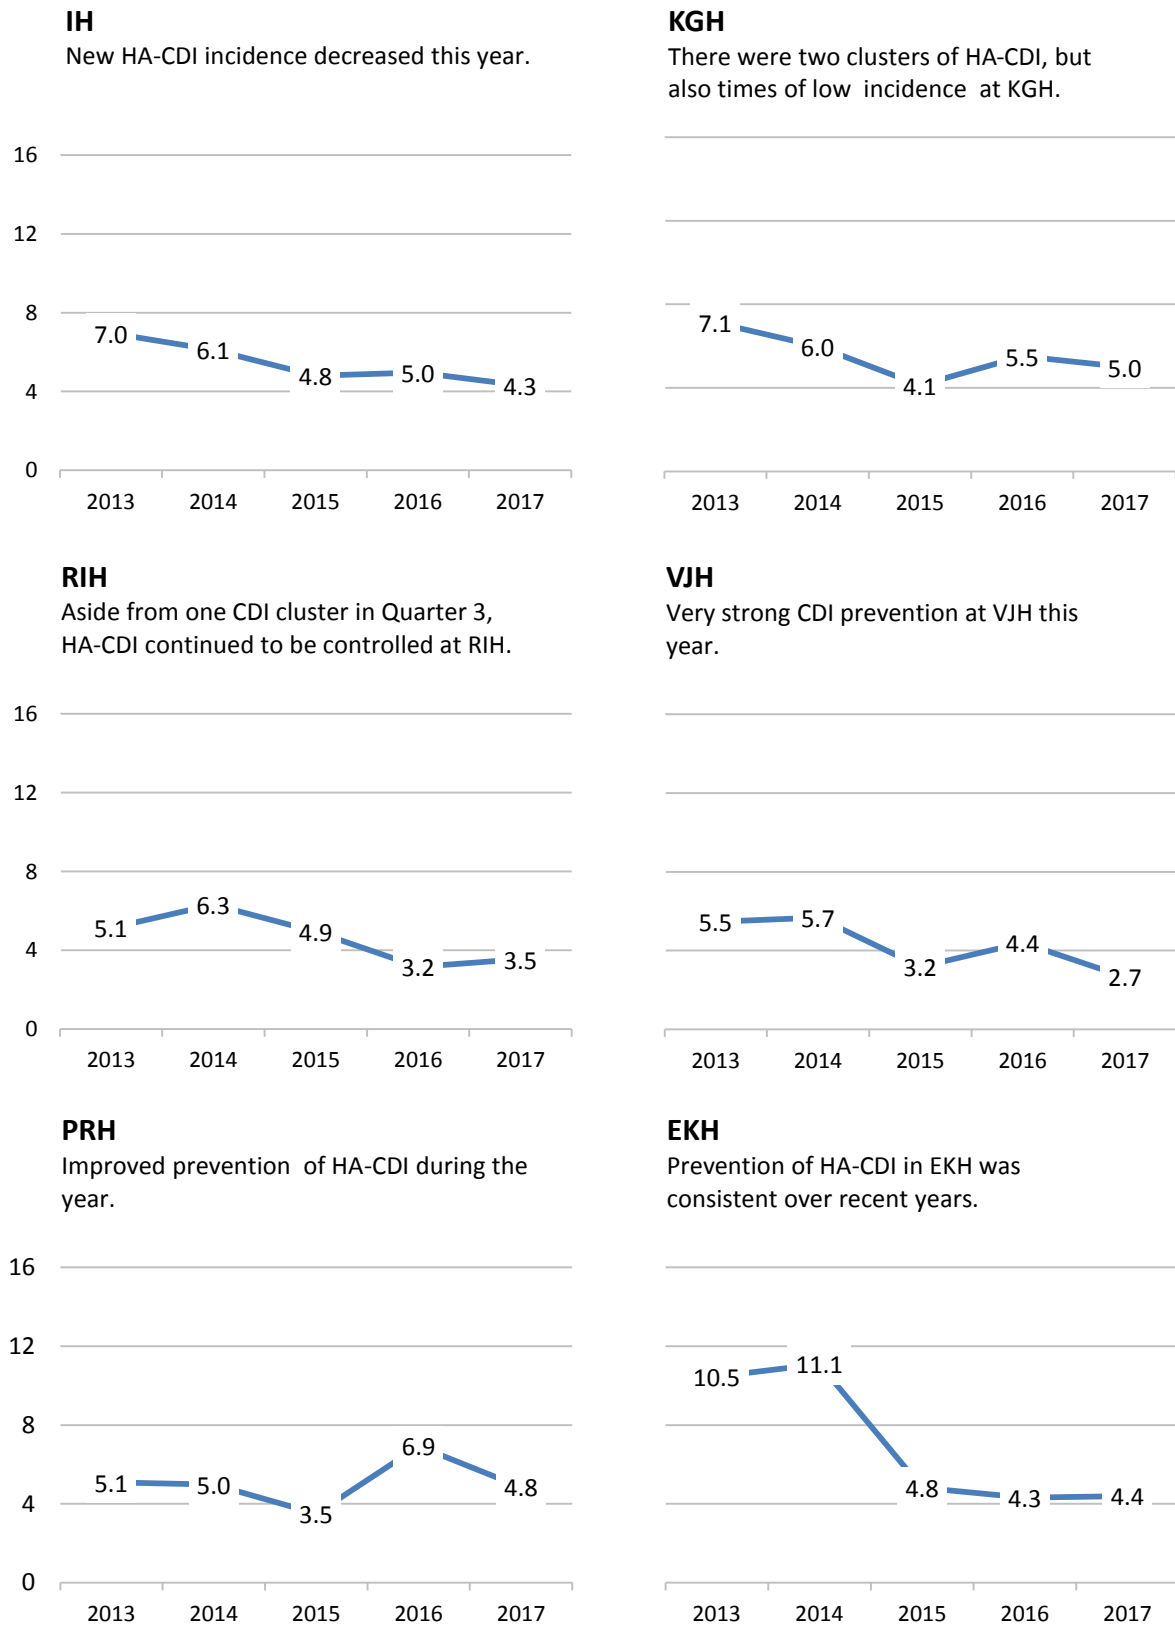 IH
New HA-CDI incidence decreased this year.
16
12
8
4
0
7.0
6.1
4.8
5.0
4.3
2013 2014 2015 2016 2017
KGH
There were two clusters of HA-CDI, but
also times of low incidence at KGH.
7.1
6.0
4.1
5.5
5.0
2013 2014 2015 2016 2017
RIH
Aside from one CDI cluster in Quarter 3,
HA-CDI continued to be controlled at RIH.
16
12
8
4
0
5.1
6.3
4.9
3.2
3.5
2013 2014 2015 2016 2017
VJH
Very strong CDI prevention at VJH this
year.
5.5
5.7
3.2
4.4
2.7
2013 2014 2015 2016 2017
PRH
Improved prevention of HA-CDI during the
year.
16
12
8
4
0
5.1
5.0
3.5
6.9
4.8
2013 2014 2015 2016 2017
EKH
Prevention of HA-CDI in EKH was
consistent over recent years.
10.5
11.1
4.8
4.3
4.4
2013 2014 2015 2016 2017